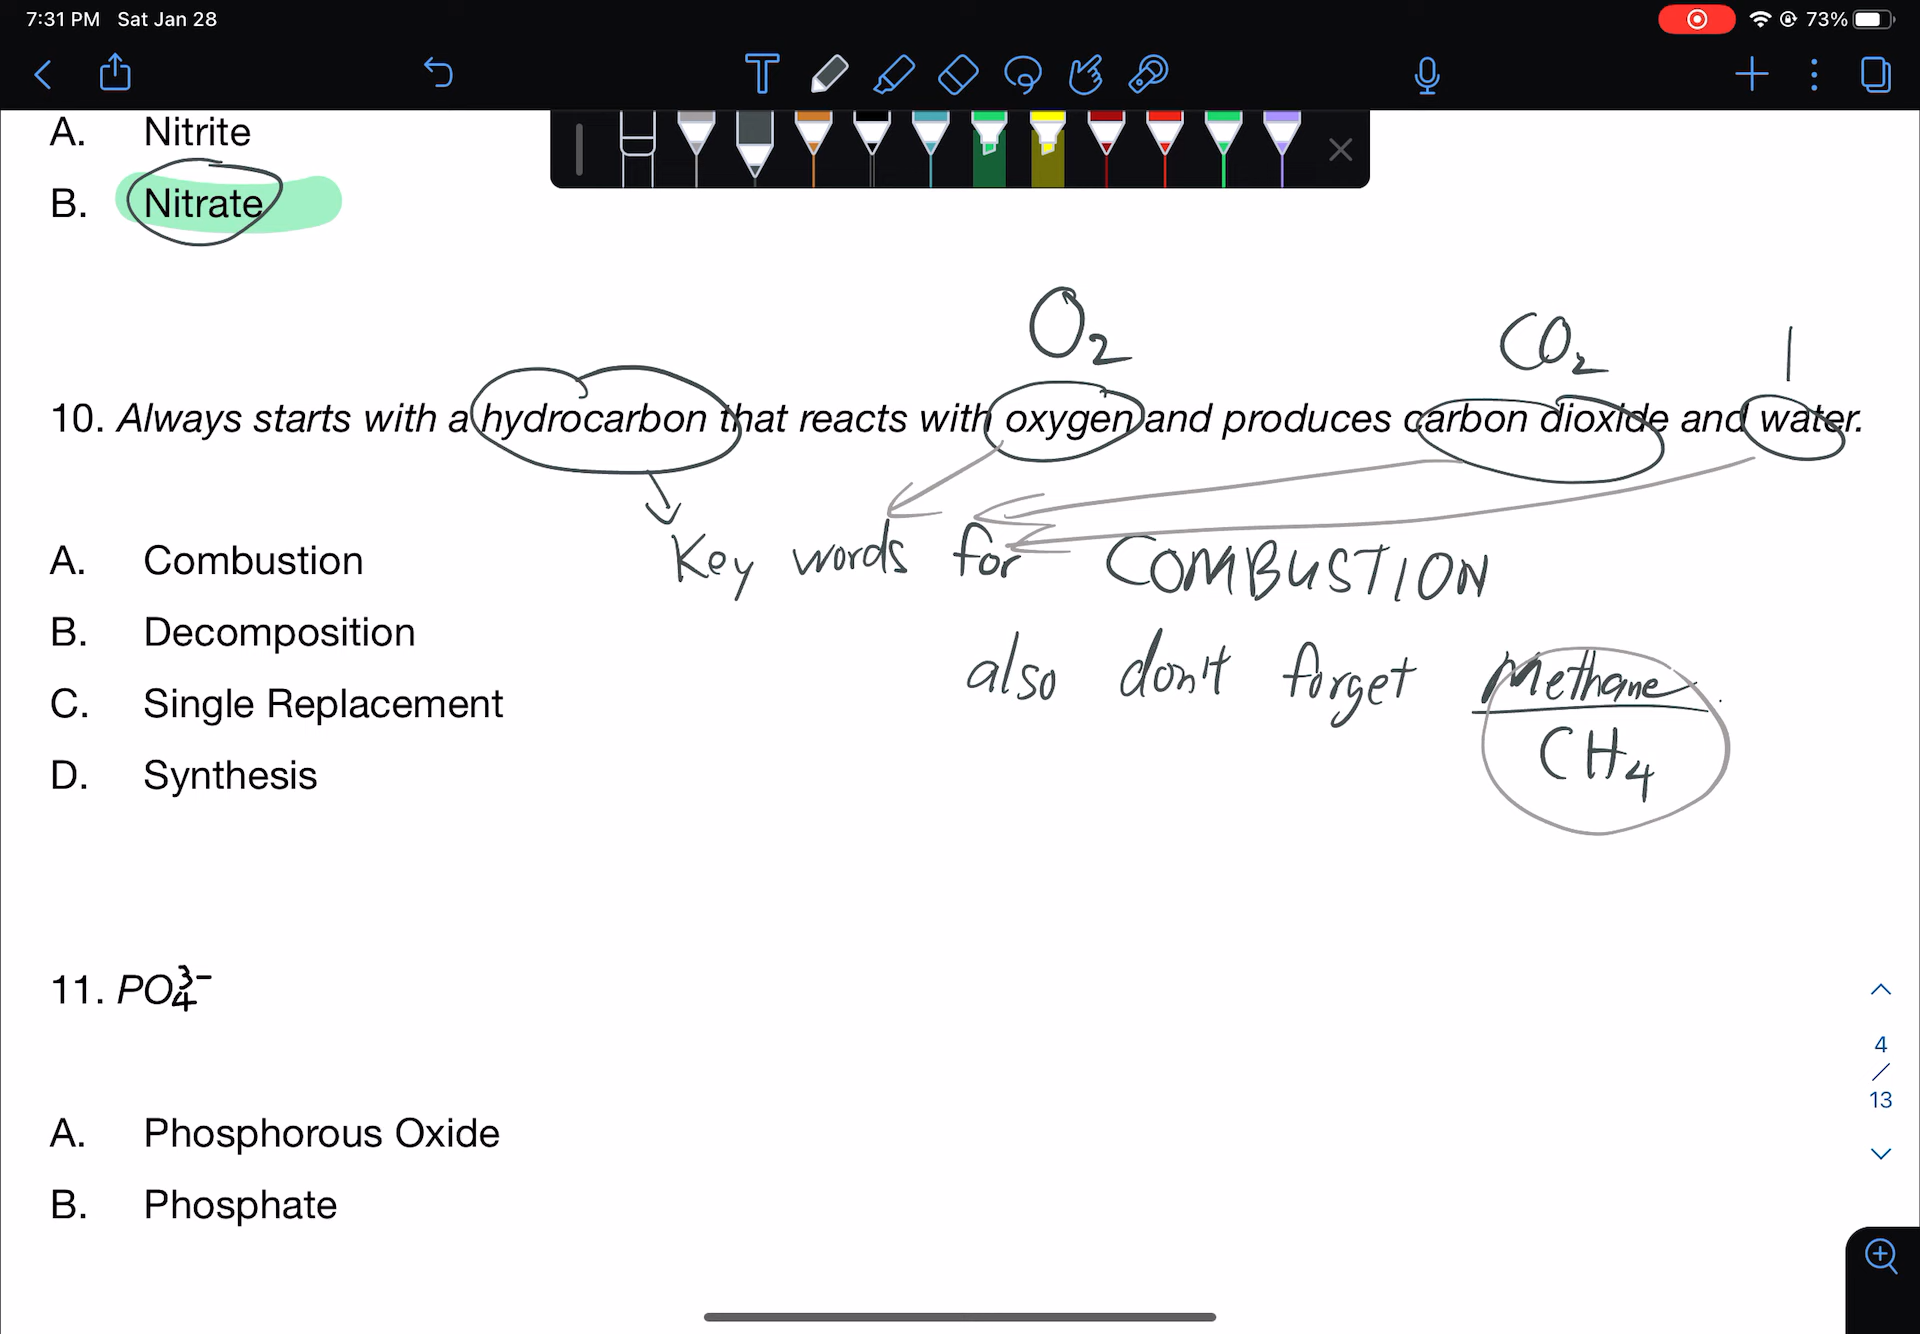 7:31 PM Sat Jan 28
73%
A. Nitrite
B. Nitrate
O2
CO2
10. Always starts with a hydrocarbon that reacts with oxygen and produces carbon dioxide and water.
Key words for COMBUSTION
A. Combustion
B. Decomposition
also don't forget Methane
C. Single Replacement
CH4
D. Synthesis
11. PO4 3-
4
/
13
A. Phosphorous Oxide
B. Phosphate